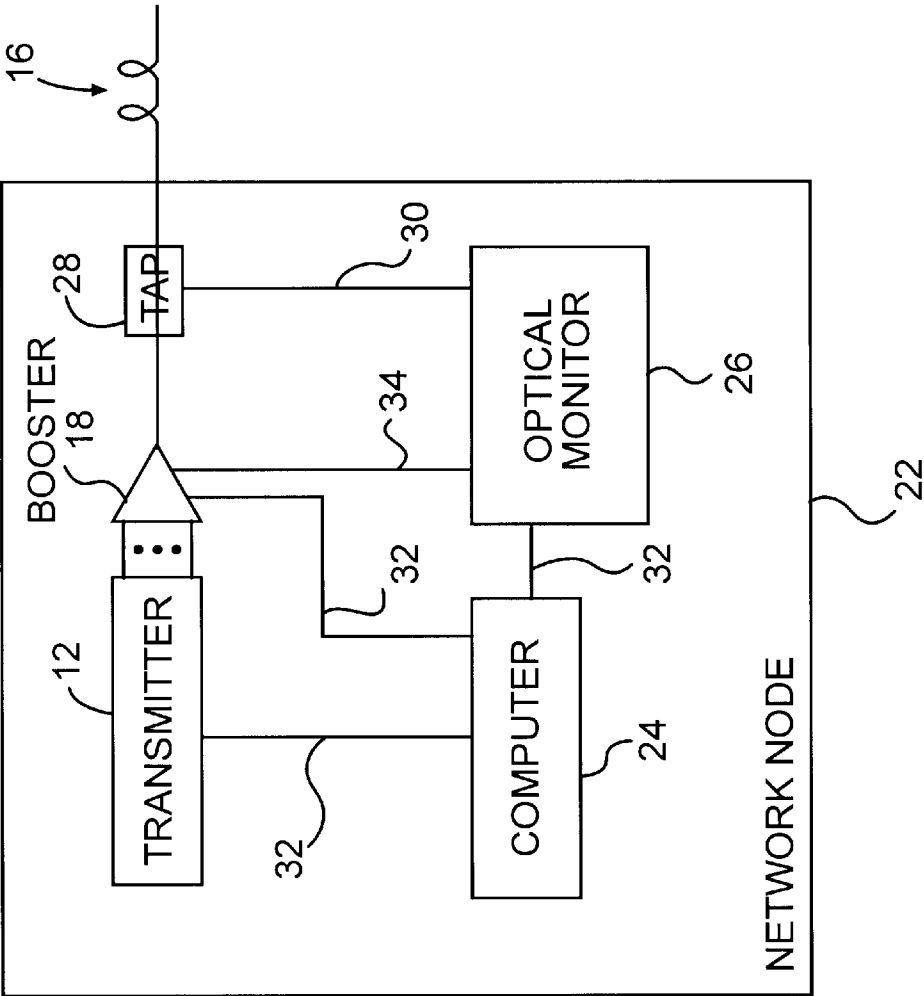 16
BOOSTER
18
28
TAP
12
TRANSMITTER
30
34
32
32
32
OPTICAL
MONITOR
26
COMPUTER
24
NETWORK NODE
22